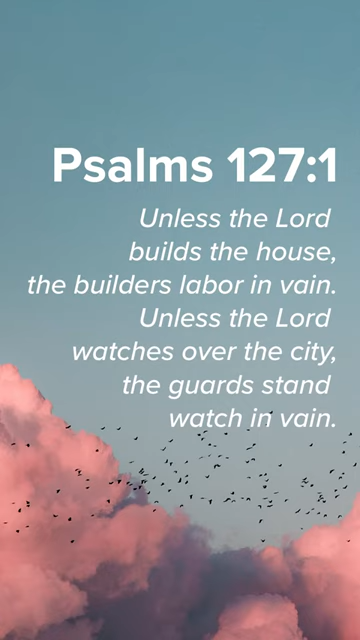 Psalms 127:1
Unless the Lord
builds the house,
the builders labor in vain.
Unless the Lord
watches over the city,
the guards stand
watch in vain.